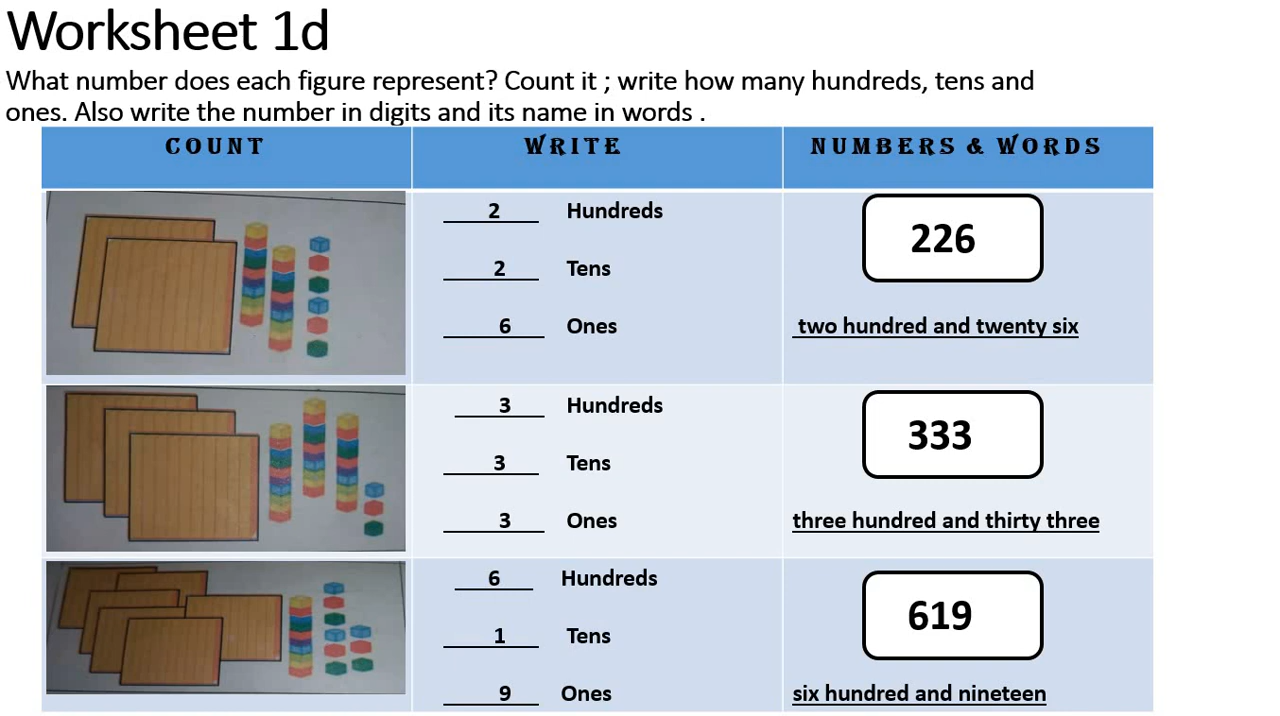 Worksheet 1d
What number does each figure represent? Count it ; write how many hundreds, tens and
ones. Also write the number in digits and its name in words .
COUNT WRITE NUMBERS & WORDS
2 Hundreds
226
2 Tens
6 Ones
two hundred and twenty six
3 Hundreds
333
3 Tens
3 Ones
three hundred and thirty three
6 Hundreds
619
1 Tens
9 Ones
six hundred and nineteen